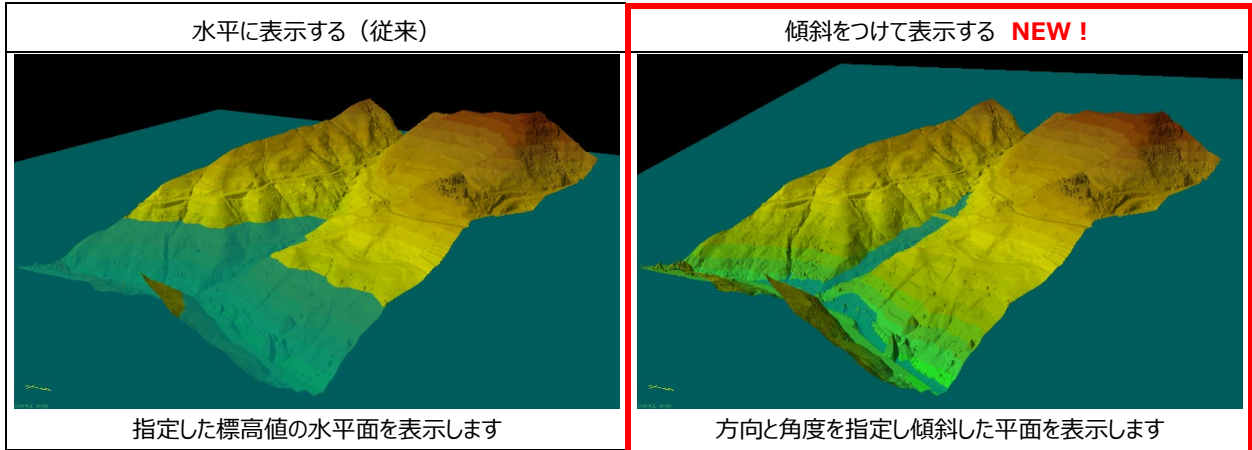 水平に表示する（従来）
傾斜をつけて表示する NEW！
指定した標高値の水平面を表示します
方向と角度を指定し傾斜した平面を表示します